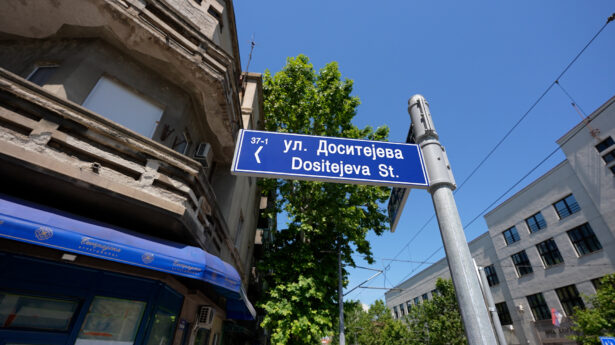 37-1
ул. Доситејева
Dositejeva St.